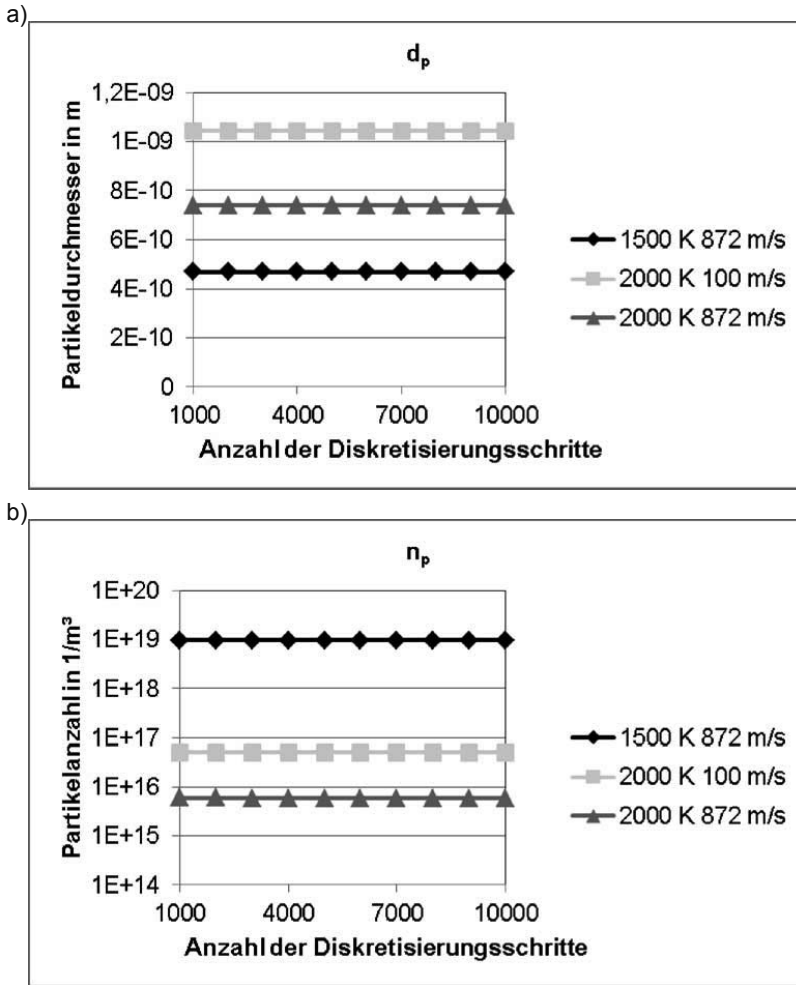 a)
dp
1,2E-09
1E-09
8E-10
6E-10
4E-10
2E-10
0
Partikeldurchmesser in m
1000 4000 7000 10000
Anzahl der Diskretisierungsschritte
1500 K 872 m/s
2000 K 100 m/s
2000 K 872 m/s
b)
np
1E+20
1E+19
1E+18
1E+17
1E+16
1E+15
1E+14
Partikelanzahl in 1/m³
1000 4000 7000 10000
Anzahl der Diskretisierungsschritte
1500 K 872 m/s
2000 K 100 m/s
2000 K 872 m/s